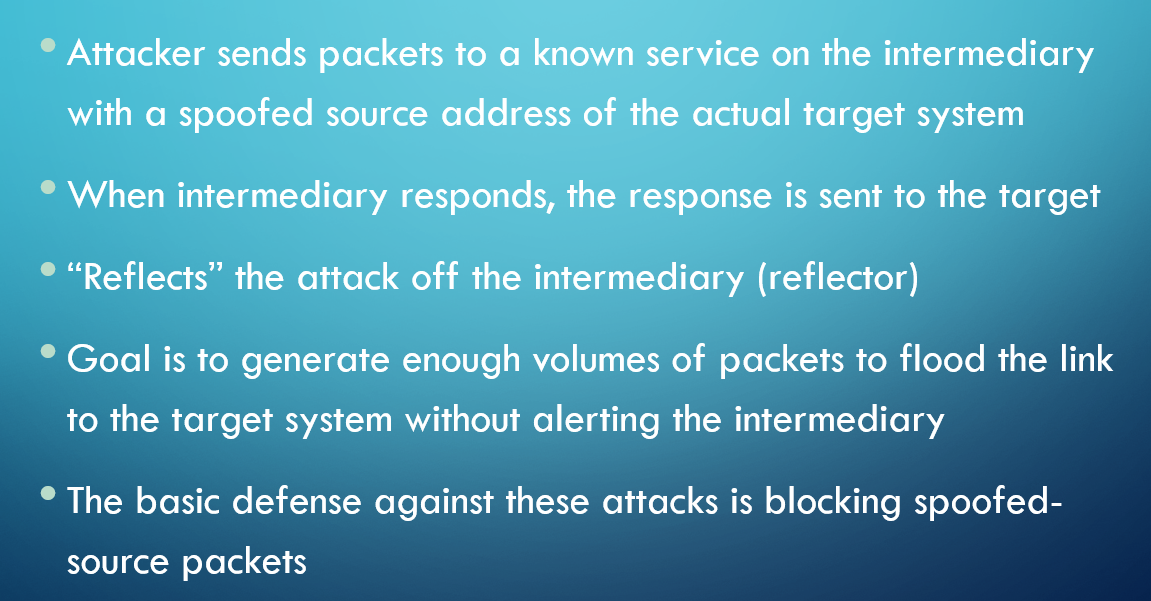 • Attacker sends packets to a known service on the intermediary
with a spoofed source address of the actual target system
• When intermediary responds, the response is sent to the target
• “Reflects” the attack off the intermediary (reflector)
• Goal is to generate enough volumes of packets to flood the link
to the target system without alerting the intermediary
• The basic defense against these attacks is blocking spoofed-
source packets